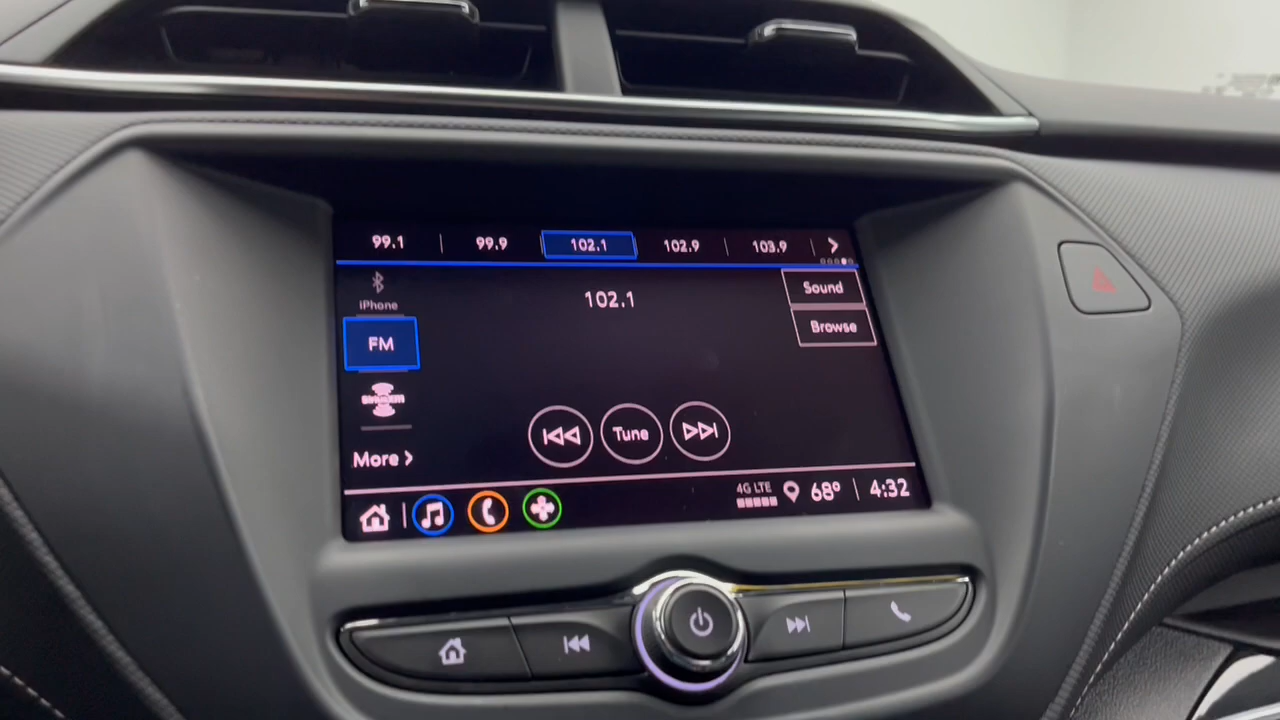 99.1 99.9 102.1 102.9 103.9
iPhone
102.1
Sound
Browse
FM
SiriusXM
Tune
More
4G LTE 68° 4:32